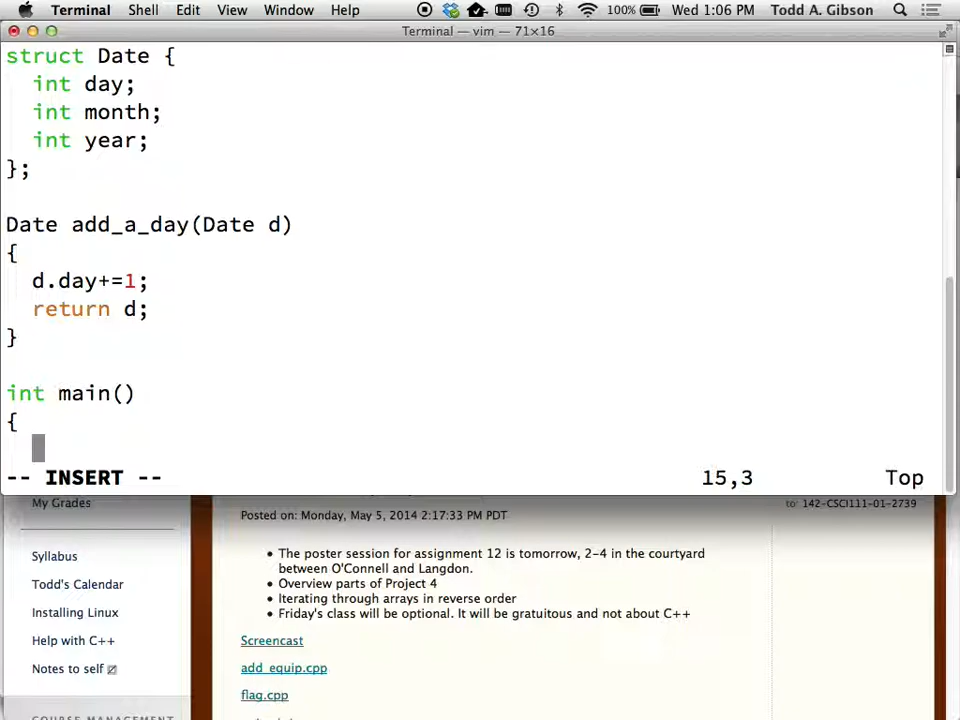 Terminal Shell Edit View Window Help 100% Wed 1:06 PM Todd A. Gibson
Terminal — vim — 71×16
struct Date {
int day;
int month;
int year;
};
Date add_a_day(Date d)
{
d.day+=1;
return d;
}
int main()
{
-- INSERT -- 15,3 Top
My Grades
Posted on: Monday, May 5, 2014 2:17:33 PM PDT
to: 142-CSCI111-01-2739
Syllabus
Todd's Calendar
Installing Linux
Help with C++
Notes to self
• The poster session for assignment 12 is tomorrow, 2-4 in the courtyard
between O'Connell and Langdon.
• Overview parts of Project 4
• Iterating through arrays in reverse order
• Friday's class will be optional. It will be gratuitous and not about C++
Screencast
add_equip.cpp
flag.cpp
COURSE MANAGEMENT